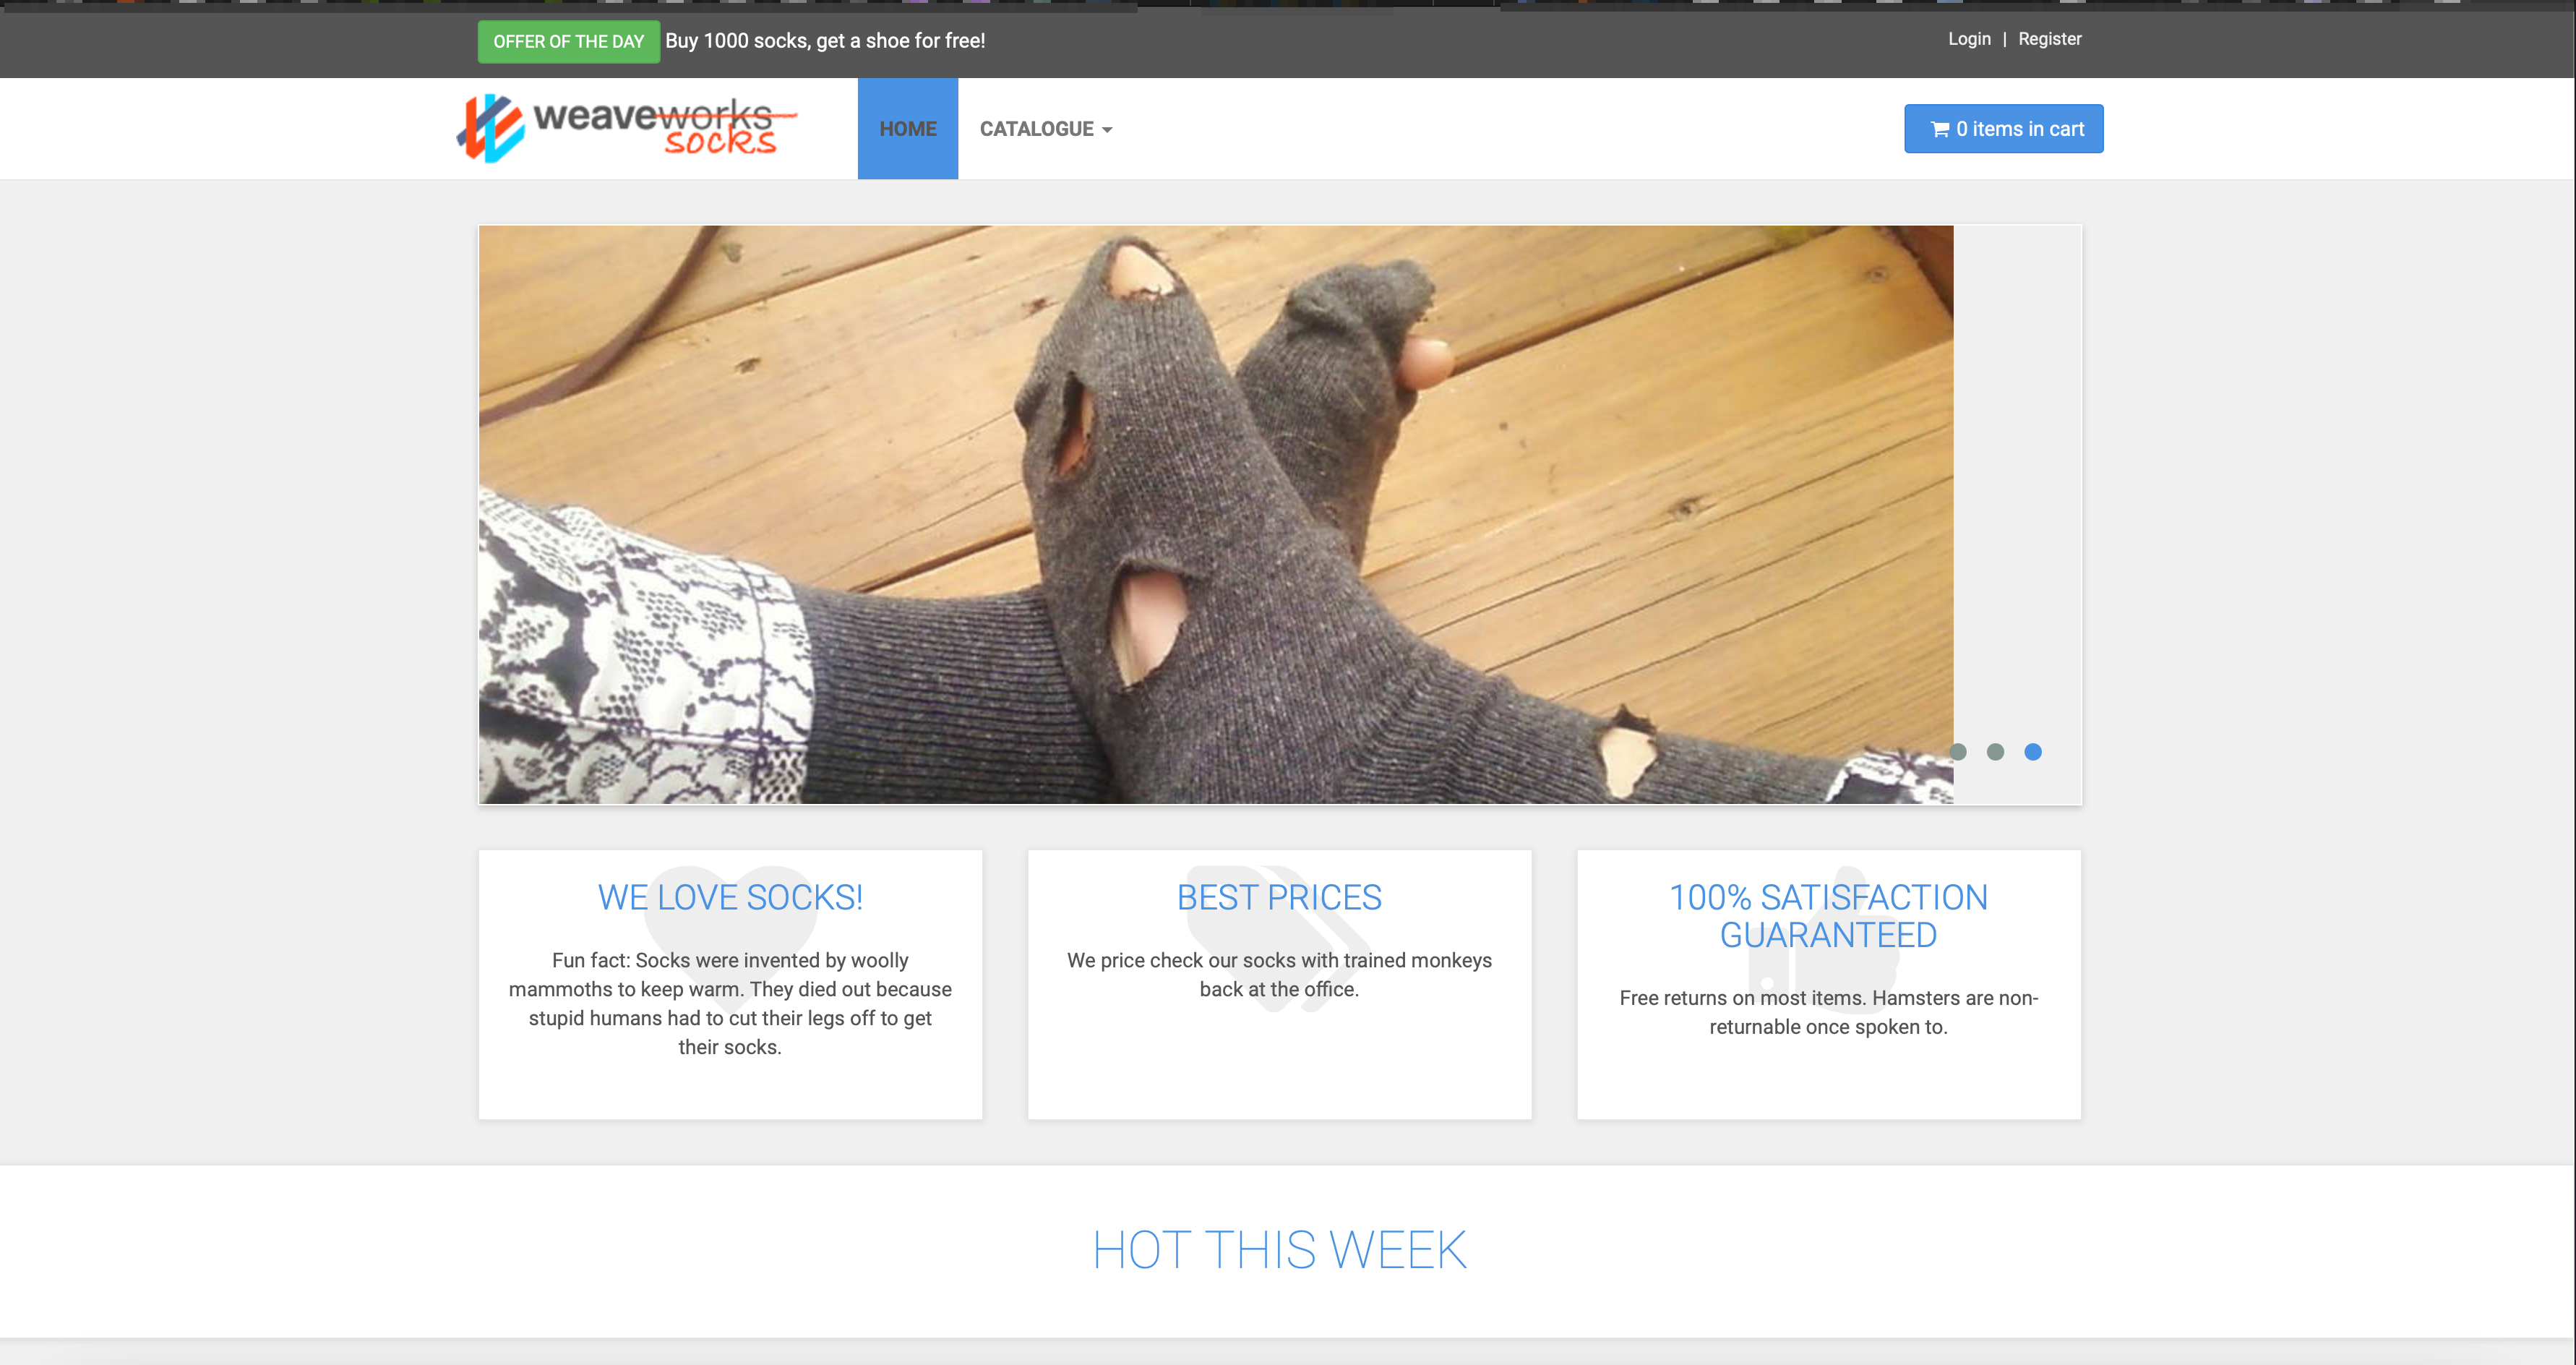 OFFER OF THE DAY Buy 1000 socks, get a shoe for free!
Login | Register
weaveworks
socks
HOME
CATALOGUE
0 items in cart
WE LOVE SOCKS!
Fun fact: Socks were invented by woolly
mammoths to keep warm. They died out because
stupid humans had to cut their legs off to get
their socks.
BEST PRICES
We price check our socks with trained monkeys
back at the office.
100% SATISFACTION
GUARANTEED
Free returns on most items. Hamsters are non-
returnable once spoken to.
HOT THIS WEEK